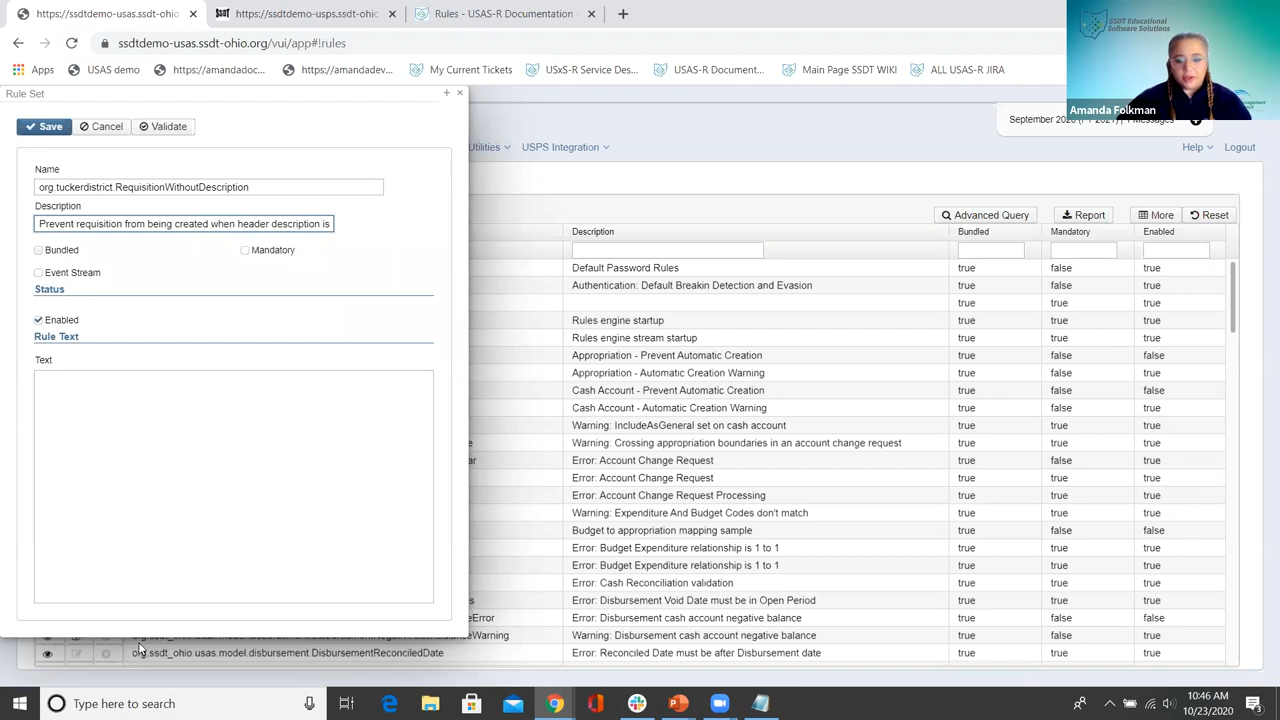 https://ssdtdemo-usas.ssdt-ohio
https://ssdtdemo-usps.ssdt-ohio
Rules - USAS-R Documentation -
SSDT Educational
Software Solutions
ssdtdemo-usas.ssdt-ohio.org/vui/app#!rules
Apps
USAS demo
https://amandadoc...
https://amandadev...
My Current Tickets
USxS-R Service Des...
USAS-R Document...
Main Page SSDT WIKI
ALL USAS-R JIRA
Amanda Folkman
Rule Set
Save
Cancel
Validate
Utilities
USPS Integration
Help
Logout
Name
org.tuckerdistrict.RequisitionWithoutDescription
Description
Prevent requisition from being created when header description is
Bundled
Mandatory
Event Stream
Status
Enabled
Rule Text
Text
Advanced Query
Report
More
Reset
Description Bundled Mandatory Enabled
Default Password Rules true false true
Authentication: Default Breakin Detection and Evasion true false true
true true true
Rules engine startup true true true
Rules engine stream startup true true true
Appropriation - Prevent Automatic Creation true false false
Appropriation - Automatic Creation Warning true false true
Cash Account - Prevent Automatic Creation true false false
Cash Account - Automatic Creation Warning true false true
Warning: IncludeAsGeneral set on cash account true true true
Warning: Crossing appropriation boundaries in an account change request true true true
Error: Account Change Request true false true
Error: Account Change Request true true true
Error: Account Change Request Processing true true true
Warning: Expenditure And Budget Codes don't match true true true
Budget to appropriation mapping sample true false false
Error: Budget Expenditure relationship is 1 to 1 true true true
Error: Budget Expenditure relationship is 1 to 1 true true true
Error: Cash Reconciliation validation true true true
Error: Disbursement Void Date must be in Open Period true true true
Error: Disbursement cash account negative balance true false false
Warning: Disbursement cash account negative balance true false true
org.ssdt_ohio.usas.model.disbursement.DisbursementReconciledDate Error: Reconciled Date must be after Disbursement date true true true
Type here to search
10:46 AM
10/23/2020